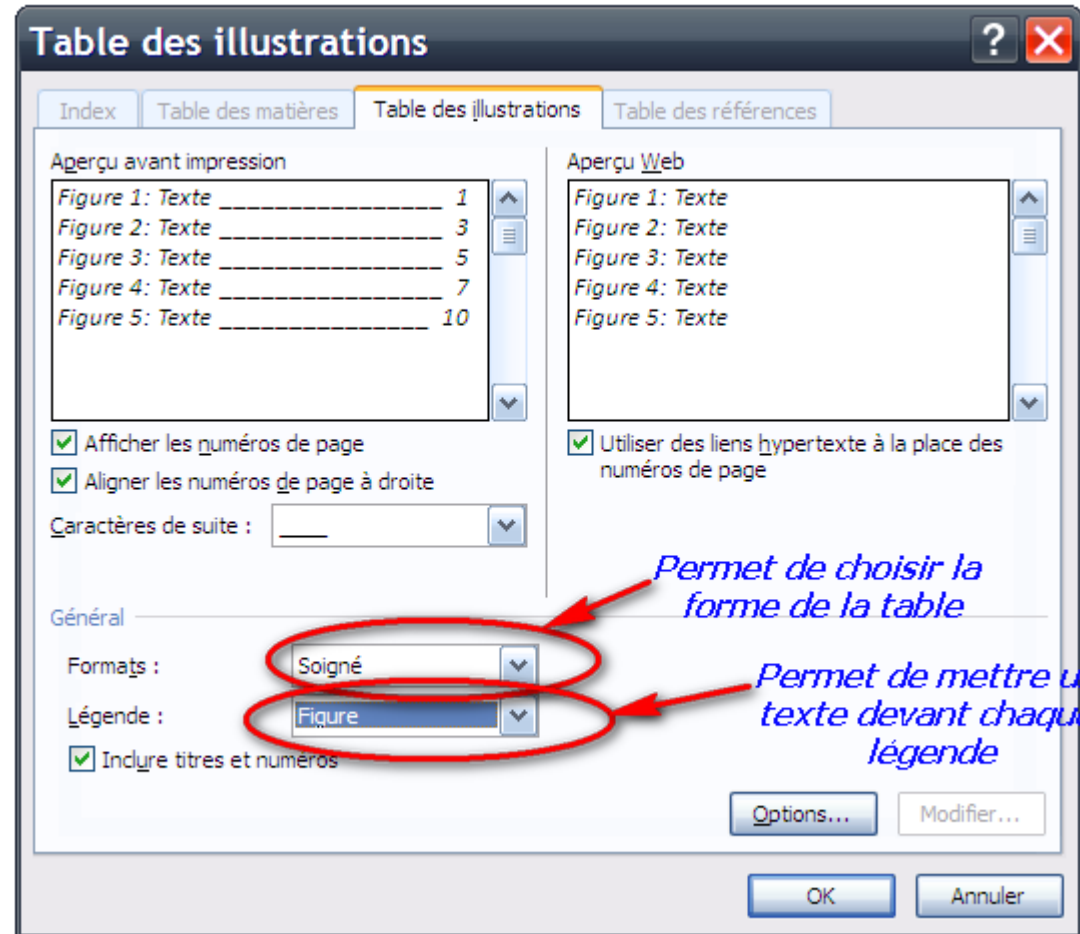 Table des illustrations
Index
Table des matières
Table des illustrations
Table des références
Aperçu avant impression
Figure 1: Texte ________________ 1
Figure 2: Texte ________________ 3
Figure 3: Texte ________________ 5
Figure 4: Texte ________________ 7
Figure 5: Texte _______________ 10
Afficher les numéros de page
Aligner les numéros de page à droite
Caractères de suite : ____
Aperçu Web
Figure 1: Texte
Figure 2: Texte
Figure 3: Texte
Figure 4: Texte
Figure 5: Texte
Utiliser des liens hypertexte à la place des
numéros de page
Permet de choisir la
forme de la table
Général
Formats : Soigné
Légende : Figure
Inclure titres et numéros
Permet de mettre u
texte devant chaque
légende
Options...
Modifier...
OK
Annuler